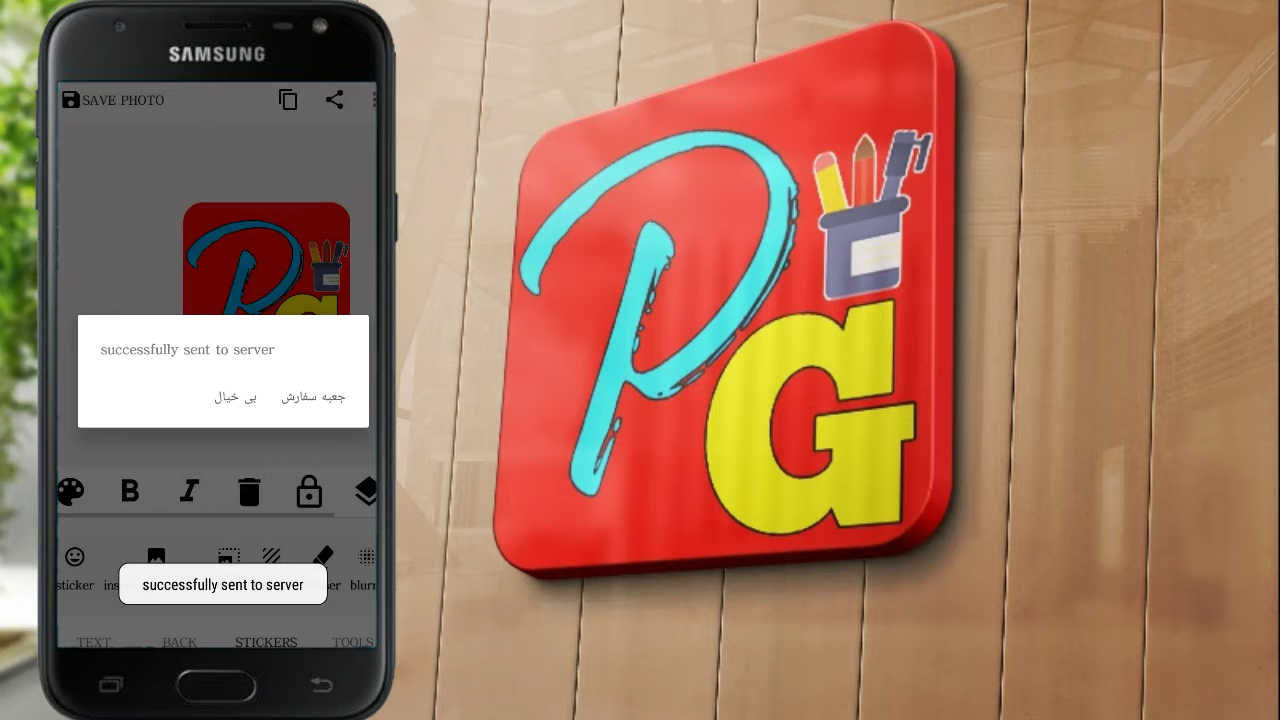 SAMSUNG
SAVE PHOTO
P
successfully sent to server
بی خیال
جعبه سفارش
sticker
successfully sent to server
blurr
TEXT
BACK
STICKERS
TOOLS
PG